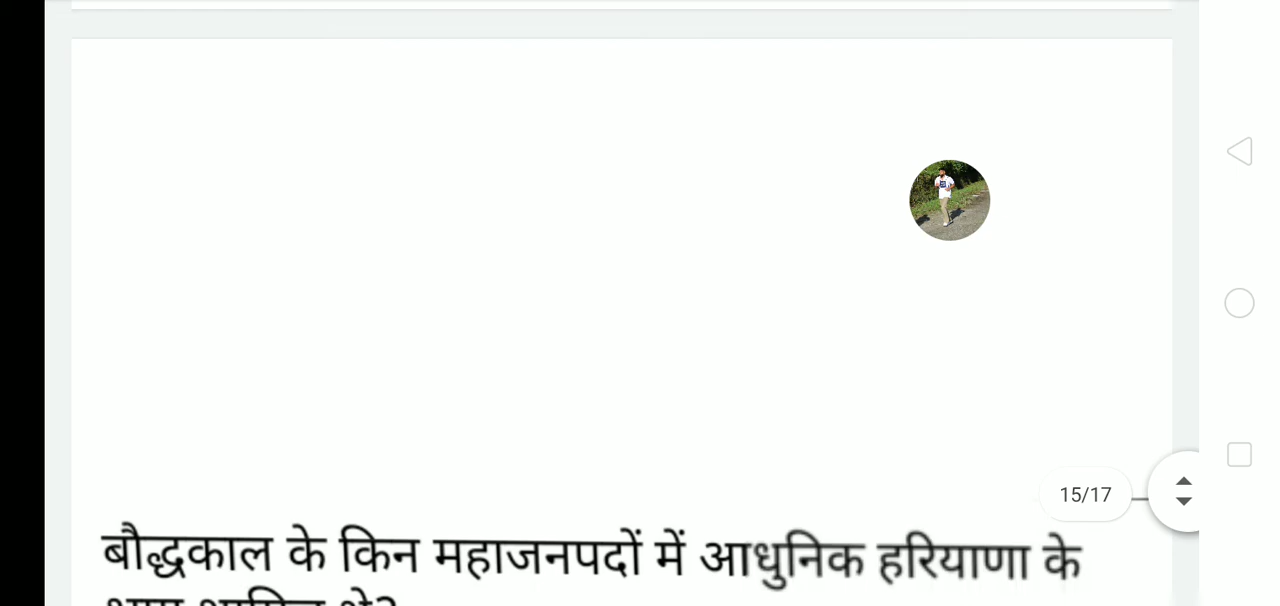 15/17
बौद्धकाल के किन महाजनपदों में आधुनिक हरियाणा के